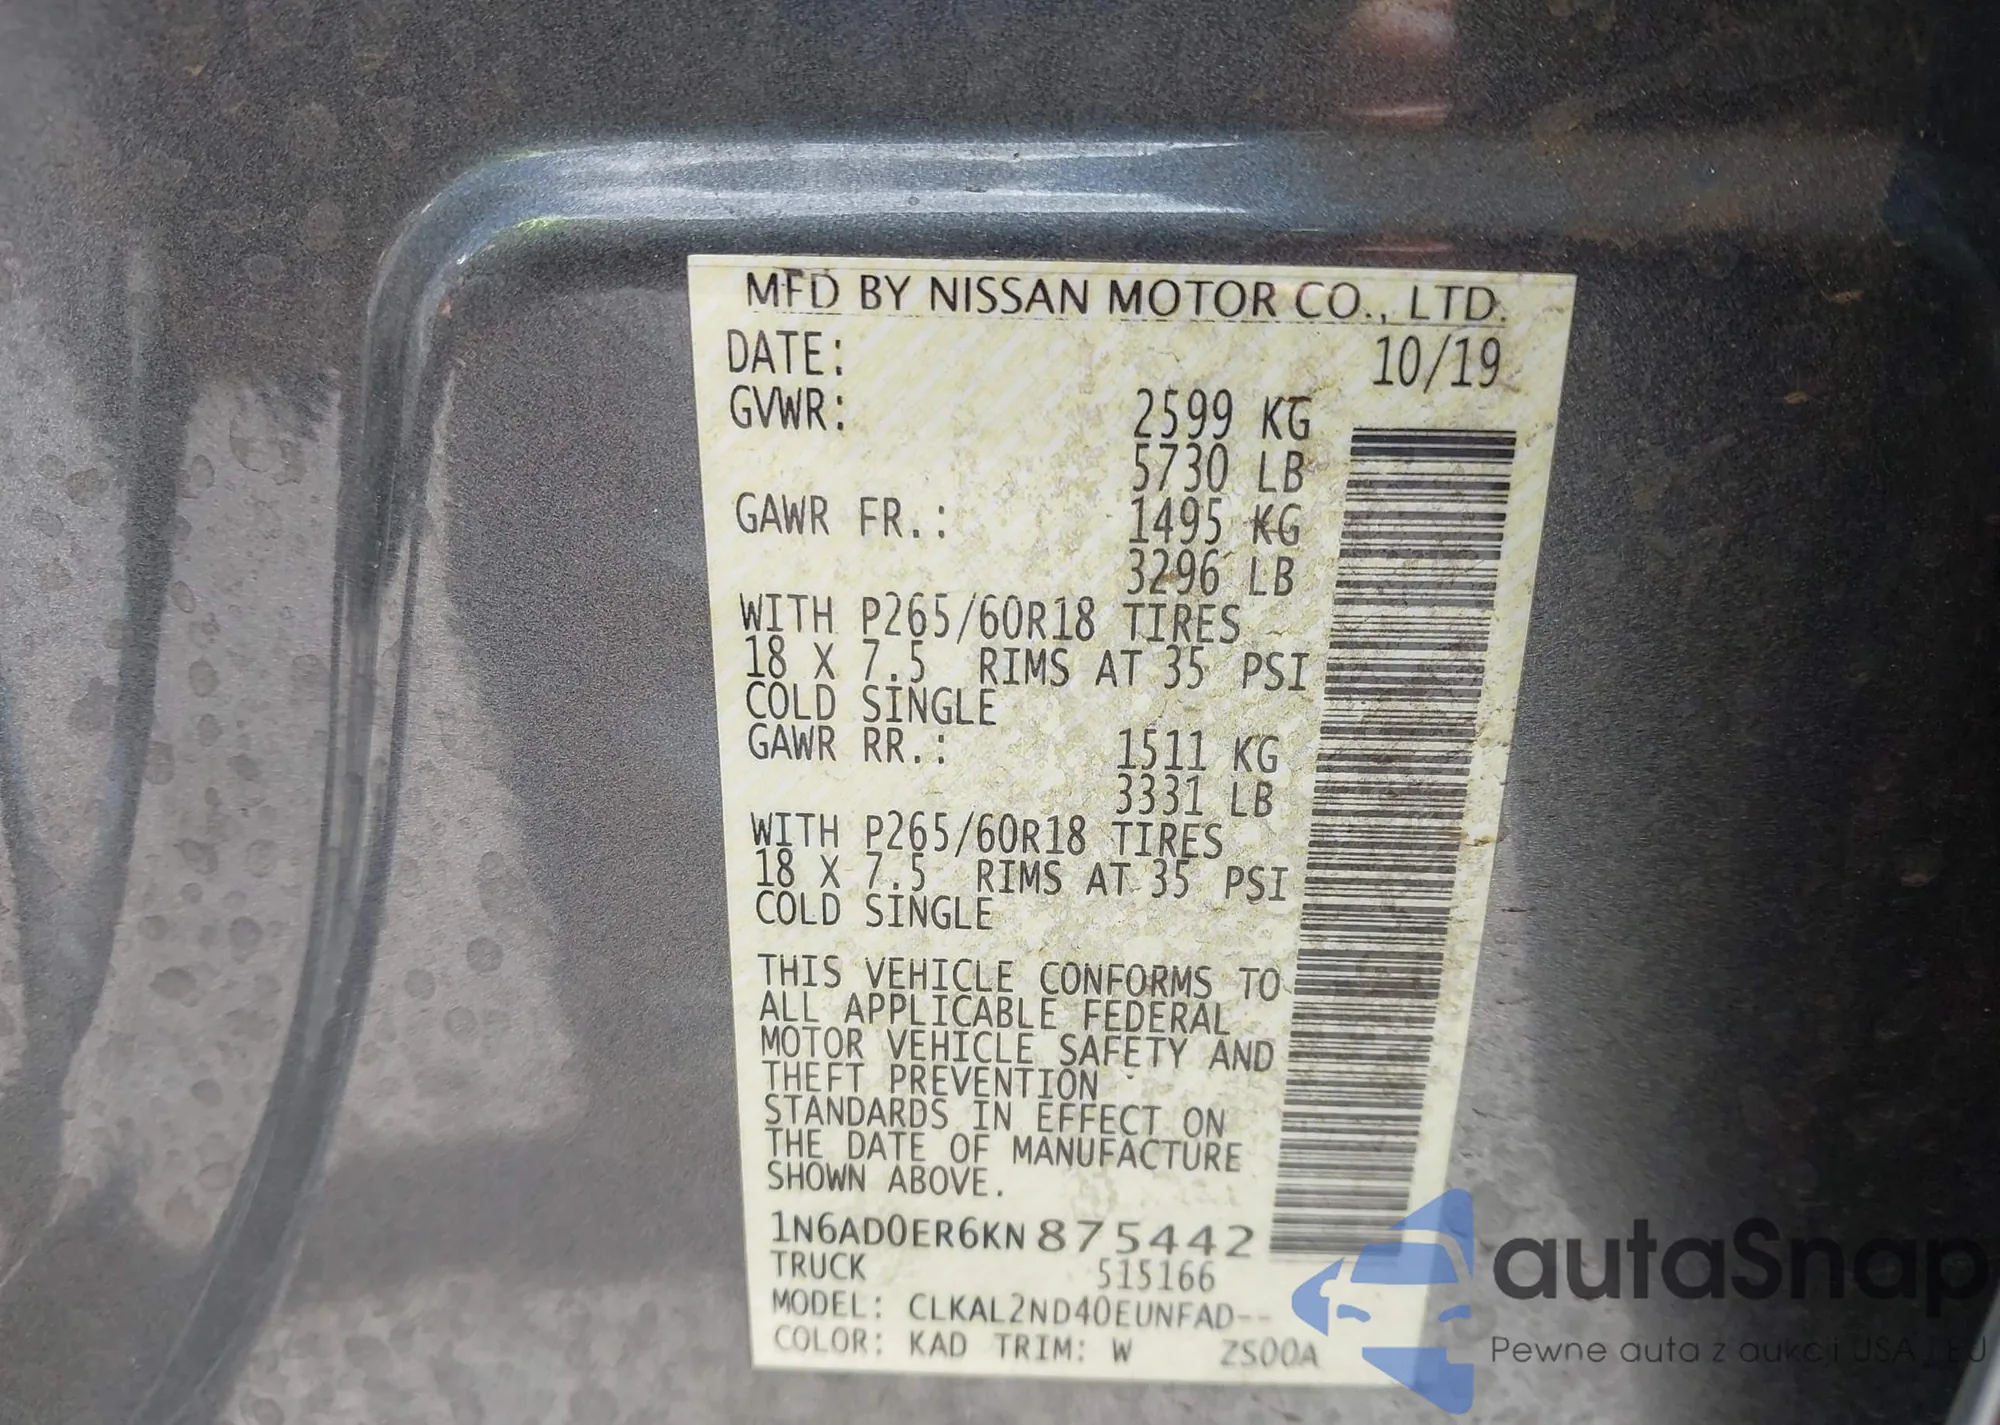 MFD BY NISSAN MOTOR CO., LTD.
DATE: 10/19
GVWR: 2599 KG
5730 LB
GAWR FR.: 1495 KG
3296 LB
WITH P265/60R18 TIRES
18 X 7.5 RIMS AT 35 PSI
COLD SINGLE
GAWR RR.: 1511 KG
3331 LB
WITH P265/60R18 TIRES
18 X 7.5 RIMS AT 35 PSI
COLD SINGLE
THIS VEHICLE CONFORMS TO
ALL APPLICABLE FEDERAL
MOTOR VEHICLE SAFETY AND
THEFT PREVENTION
STANDARDS IN EFFECT ON
THE DATE OF MANUFACTURE
SHOWN ABOVE.
1N6AD0ER6KN875442
TRUCK 515166
MODEL: CLKAL2ND40EUNFAD--
COLOR: KAD TRIM: W ZS00A
autaSnap
Pewne auta z aukcji USA i EU